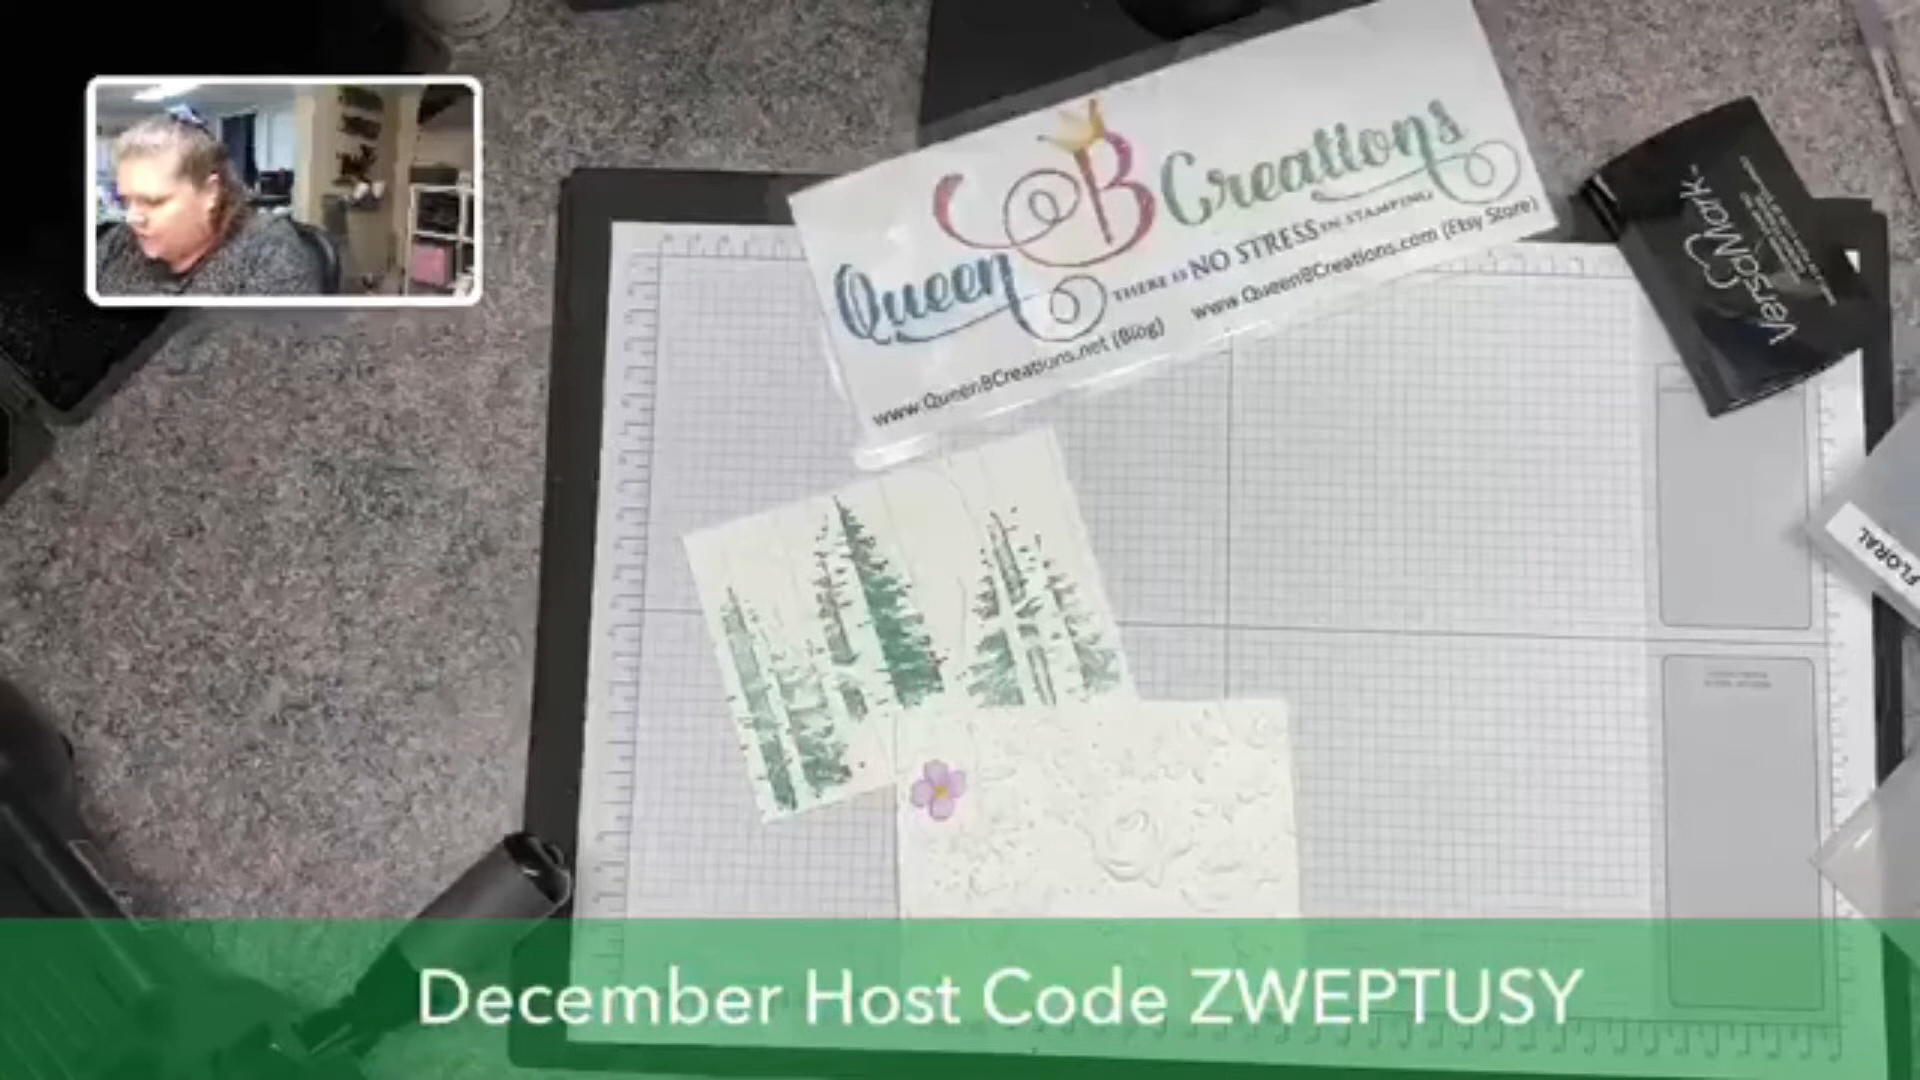 Queen B Creations
THERE IS NO STRESS IN STAMPING
www.QueenBCreations.net (Blog) www.QueenBCreations.com (Etsy Store)
VersaMark
FLORAL
December Host Code ZWEPTUSY